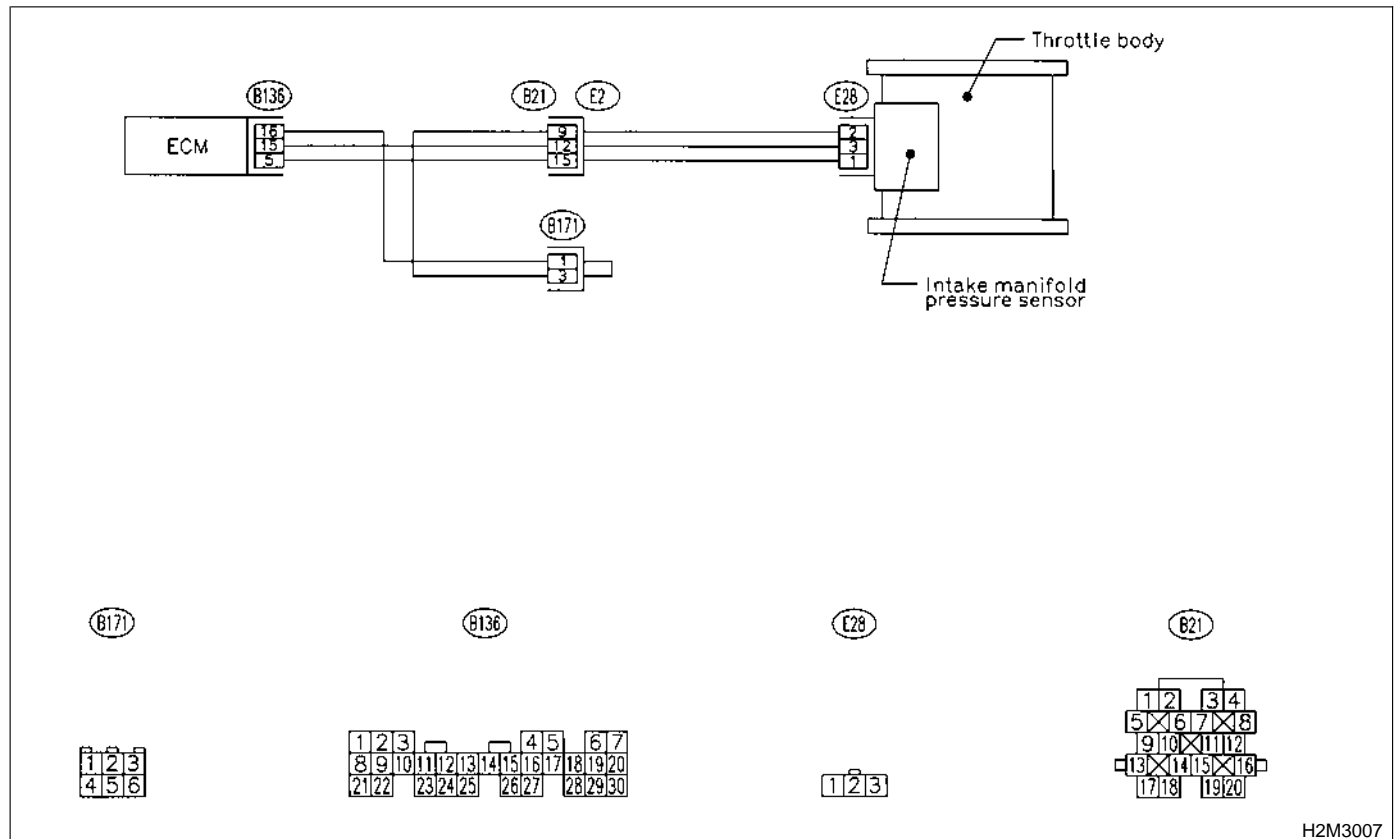 Throttle body
B136
B21
E2
E28
ECM
16
15
5
9
12
15
2
3
1
B171
1
3
Intake manifold
pressure sensor
B171
B136
E28
B21
1 2 3
4 5 6
1 2 3 4 5 6 7
8 9 10 11 12 13 14 15 16 17 18 19 20
21 22 23 24 25 26 27 28 29 30
1 2 3
1 2 3 4
5 6 7 8
9 10 11 12
13 14 15 16
17 18 19 20
H2M3007